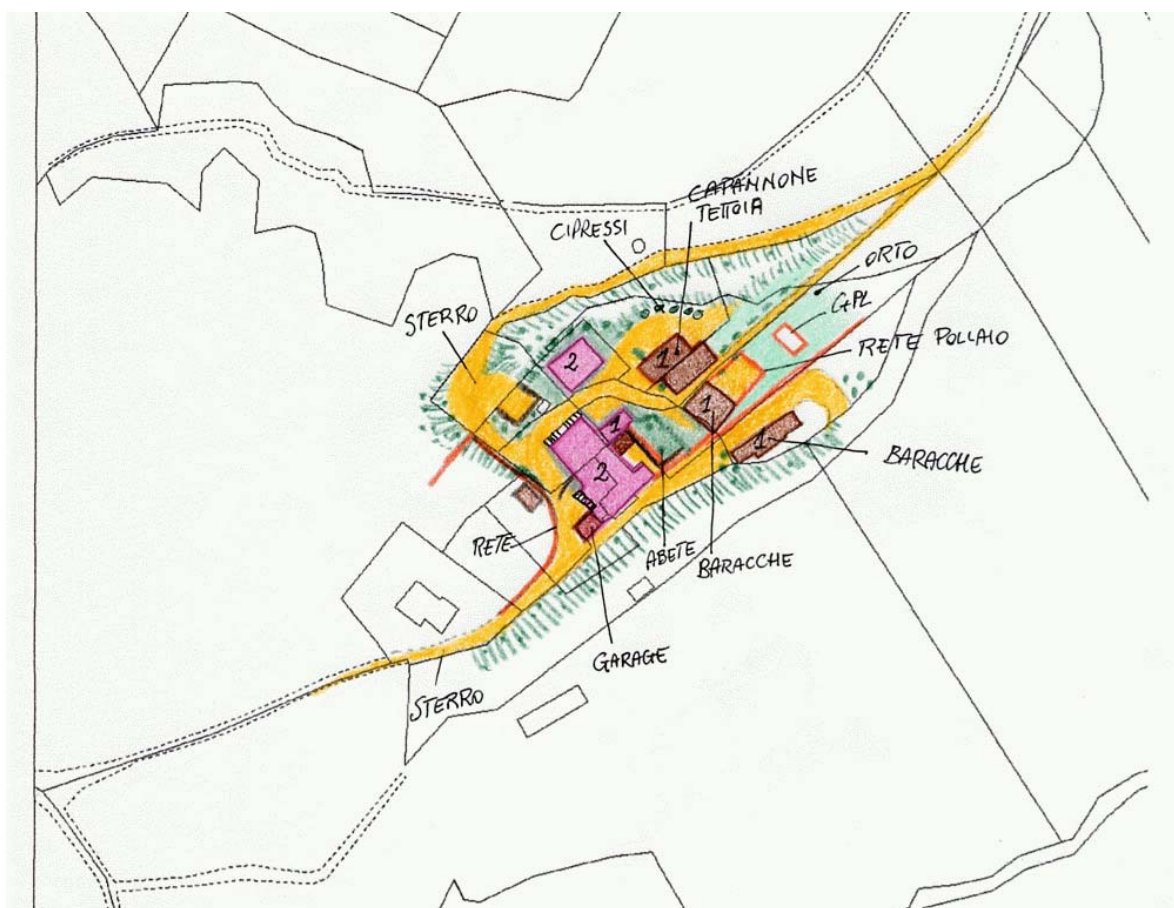 CAPANNONE
TETTOIA
CIPRESSI
ORTO
GPL
STERRO
RETE POLLAIO
1
2
1
1
1
BARACCHE
2
RETE
ABETE
BARACCHE
GARAGE
STERRO